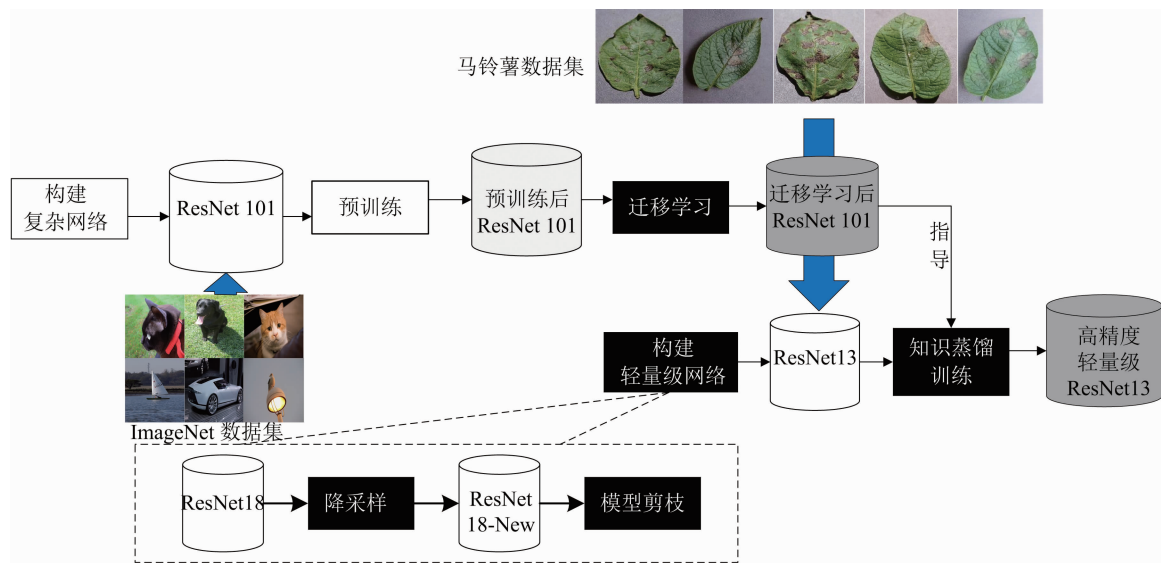 马铃薯数据集
构建
复杂网络
ResNet 101
预训练
预训练后
ResNet 101
迁移学习
迁移学习后
ResNet 101
指
导
ImageNet 数据集
构建
轻量级网络
ResNet13
知识蒸馏
训练
高精度
轻量级
ResNet13
ResNet18
降采样
ResNet
18-New
模型剪枝